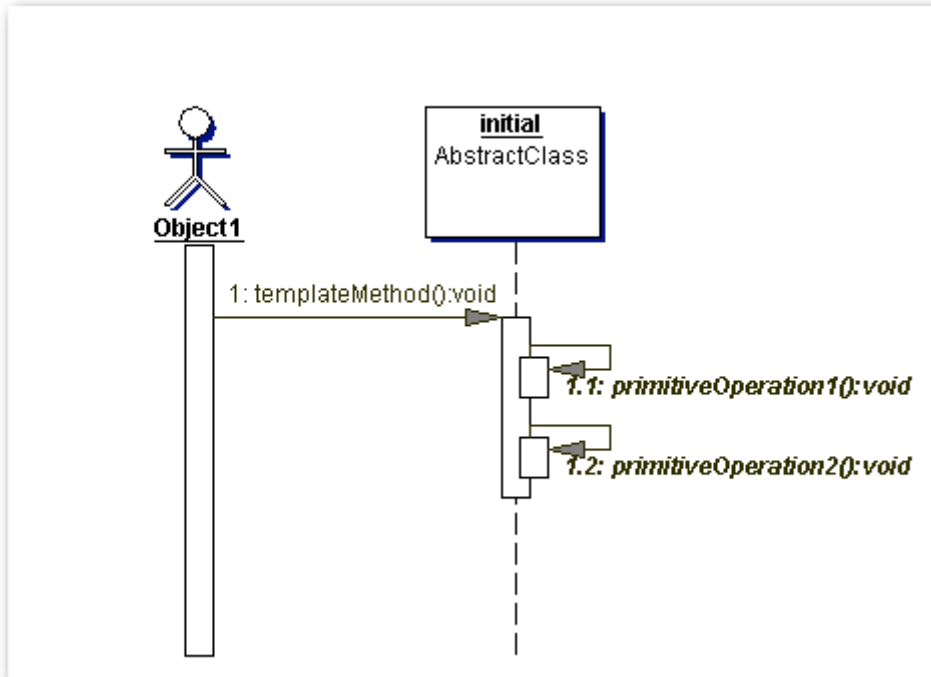 initial
AbstractClass
Object1
1: templateMethod():void
1.1: primitiveOperation1():void
1.2: primitiveOperation2():void